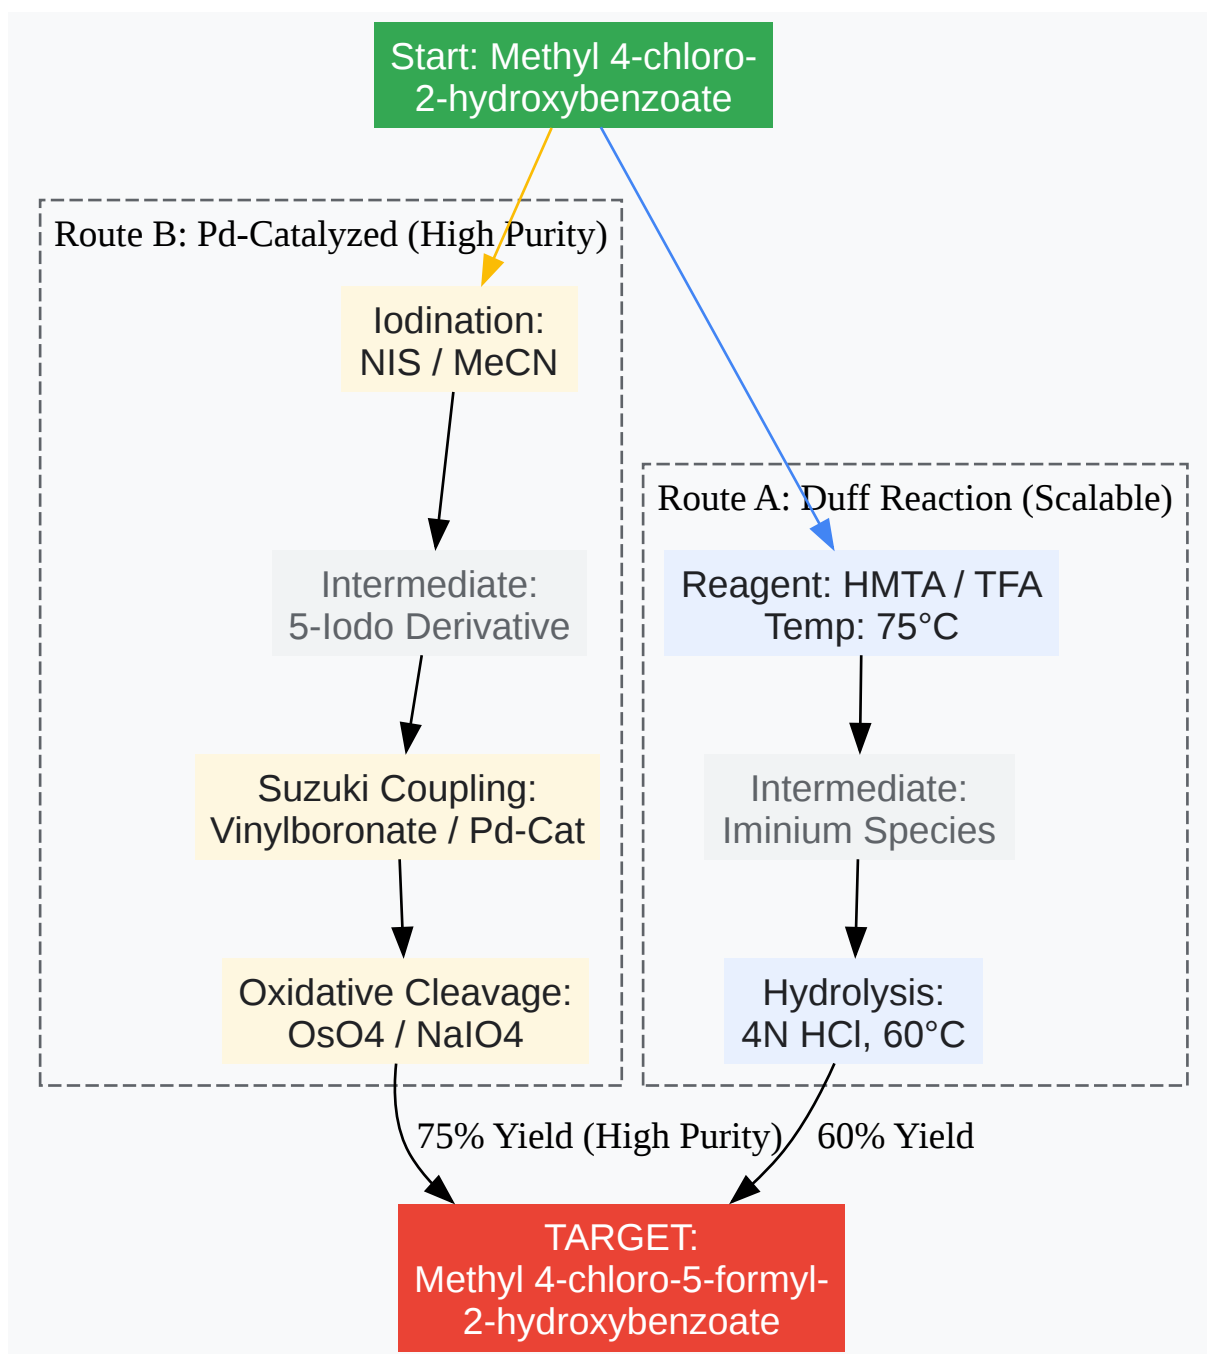 Start: Methyl 4-chloro-
2-hydroxybenzoate
Route B: Pd-Catalyzed (High Purity)
Iodination:
NIS / MeCN
Intermediate:
5-Iodo Derivative
Suzuki Coupling:
Vinylboronate / Pd-Cat
Oxidative Cleavage:
OsO4 / NaIO4
75% Yield (High Purity)
Route A: Duff Reaction (Scalable)
Reagent: HMTA / TFA
Temp: 75°C
Intermediate:
Iminium Species
Hydrolysis:
4N HCl, 60°C
60% Yield
TARGET:
Methyl 4-chloro-5-formyl-
2-hydroxybenzoate